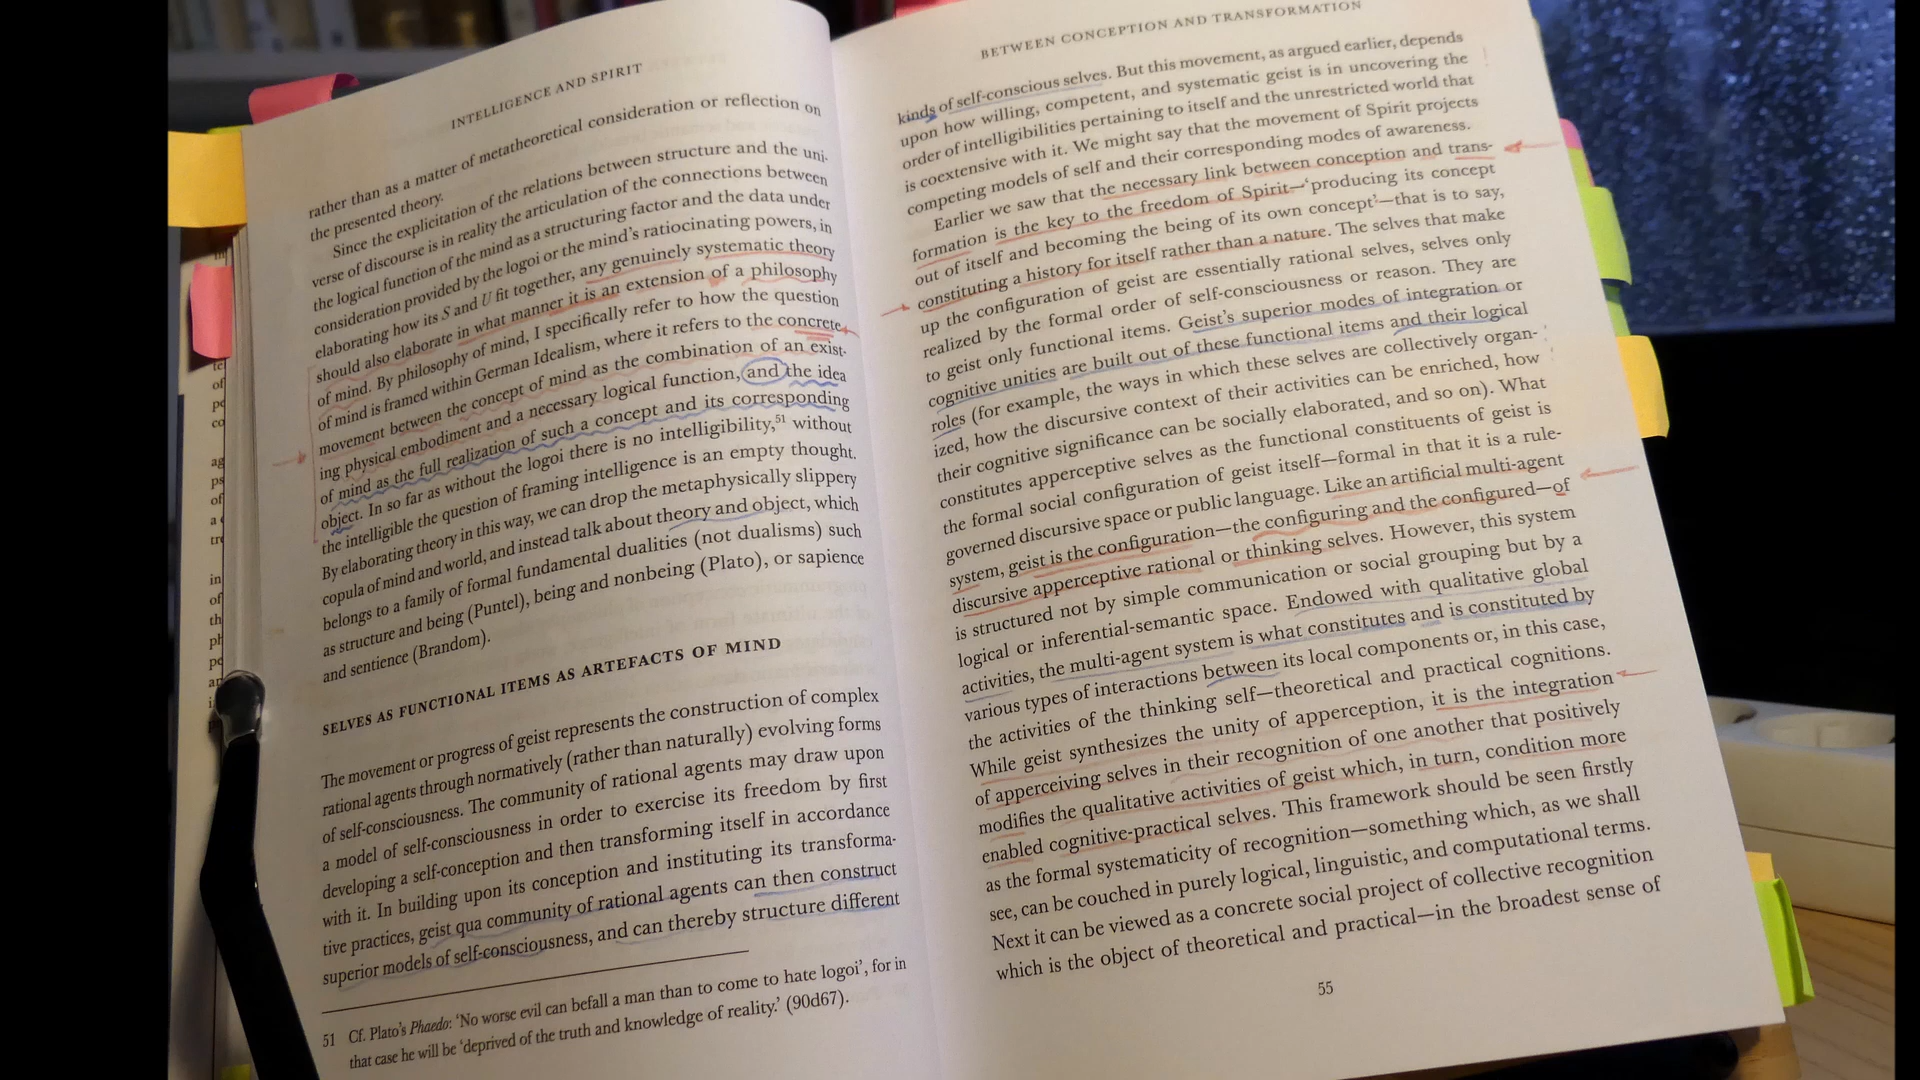 INTELLIGENCE AND SPIRIT
rather than as a matter of metatheoretical consideration or reflection on
the presented theory.
Since the explicitation of the relations between structure and the uni-
verse of discourse is in reality the articulation of the connections between
the logical function of the mind as a structuring factor and the data under
consideration provided by the logoi or the mind's ratiocinating powers, in
elaborating how its S and U fit together, any genuinely systematic theory
should also elaborate in what manner it is an extension of a philosophy
of mind. By philosophy of mind, I specifically refer to how the question
of mind is framed within German Idealism, where it refers to the concrete
movement between the concept of mind as the combination of an exist-
ing physical embodiment and a necessary logical function, and the idea
of mind as the full realization of such a concept and its corresponding
object. In so far as without the logoi there is no intelligibility,51 without
the intelligible the question of framing intelligence is an empty thought.
By elaborating theory in this way, we can drop the metaphysically slippery
copula of mind and world, and instead talk about theory and object, which
belongs to a family of formal fundamental dualities (not dualisms) such
as structure and being (Puntel), being and nonbeing (Plato), or sapience
and sentience (Brandom).
SELVES AS FUNCTIONAL ITEMS AS ARTEFACTS OF MIND
The movement or progress of geist represents the construction of complex
rational agents through normatively (rather than naturally) evolving forms
of self-consciousness. The community of rational agents may draw upon
a model of self-consciousness in order to exercise its freedom by first
developing a self-conception and then transforming itself in accordance
with it. In building upon its conception and instituting its transforma-
tive practices, geist qua community of rational agents can then construct
superior models of self-consciousness, and can thereby structure different
51 Cf. Plato's Phaedo: 'No worse evil can befall a man than to come to hate logoi', for in
that case he will be 'deprived of the truth and knowledge of reality.' (90d67).
BETWEEN CONCEPTION AND TRANSFORMATION
kinds of self-conscious selves. But this movement, as argued earlier, depends
upon how willing, competent, and systematic geist is in uncovering the
order of intelligibilities pertaining to itself and the unrestricted world that
is coextensive with it. We might say that the movement of Spirit projects
competing models of self and their corresponding modes of awareness.
Earlier we saw that the necessary link between conception and trans-
formation is the key to the freedom of Spirit—'producing its concept
out of itself and becoming the being of its own concept'—that is to say,
constituting a history for itself rather than a nature. The selves that make
up the configuration of geist are essentially rational selves, selves only
realized by the formal order of self-consciousness or reason. They are
to geist only functional items. Geist's superior modes of integration or
cognitive unities are built out of these functional items and their logical
roles (for example, the ways in which these selves are collectively organ-
ized, how the discursive context of their activities can be enriched, how
their cognitive significance can be socially elaborated, and so on). What
constitutes apperceptive selves as the functional constituents of geist is
the formal social configuration of geist itself—formal in that it is a rule-
governed discursive space or public language. Like an artificial multi-agent
system, geist is the configuration—the configuring and the configured—of
discursive apperceptive rational or thinking selves. However, this system
is structured not by simple communication or social grouping but by a
logical or inferential-semantic space. Endowed with qualitative global
activities, the multi-agent system is what constitutes and is constituted by
various types of interactions between its local components or, in this case,
the activities of the thinking self—theoretical and practical cognitions.
While geist synthesizes the unity of apperception, it is the integration
of apperceiving selves in their recognition of one another that positively
modifies the qualitative activities of geist which, in turn, condition more
enabled cognitive-practical selves. This framework should be seen firstly
as the formal systematicity of recognition—something which, as we shall
see, can be couched in purely logical, linguistic, and computational terms.
Next it can be viewed as a concrete social project of collective recognition
which is the object of theoretical and practical—in the broadest sense of
55